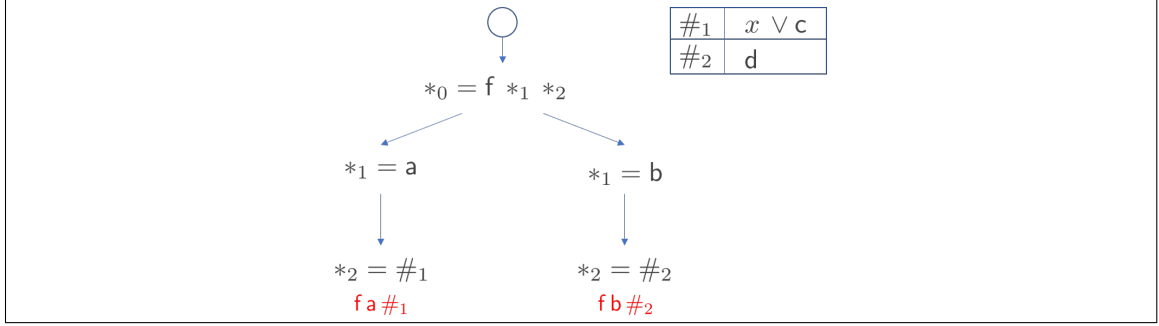 #₁ x ∨ c
#₂ d
*₀ = f *₁ *₂
*₁ = a
*₁ = b
*₂ = #₁
*₂ = #₂
f a #₁
f b #₂